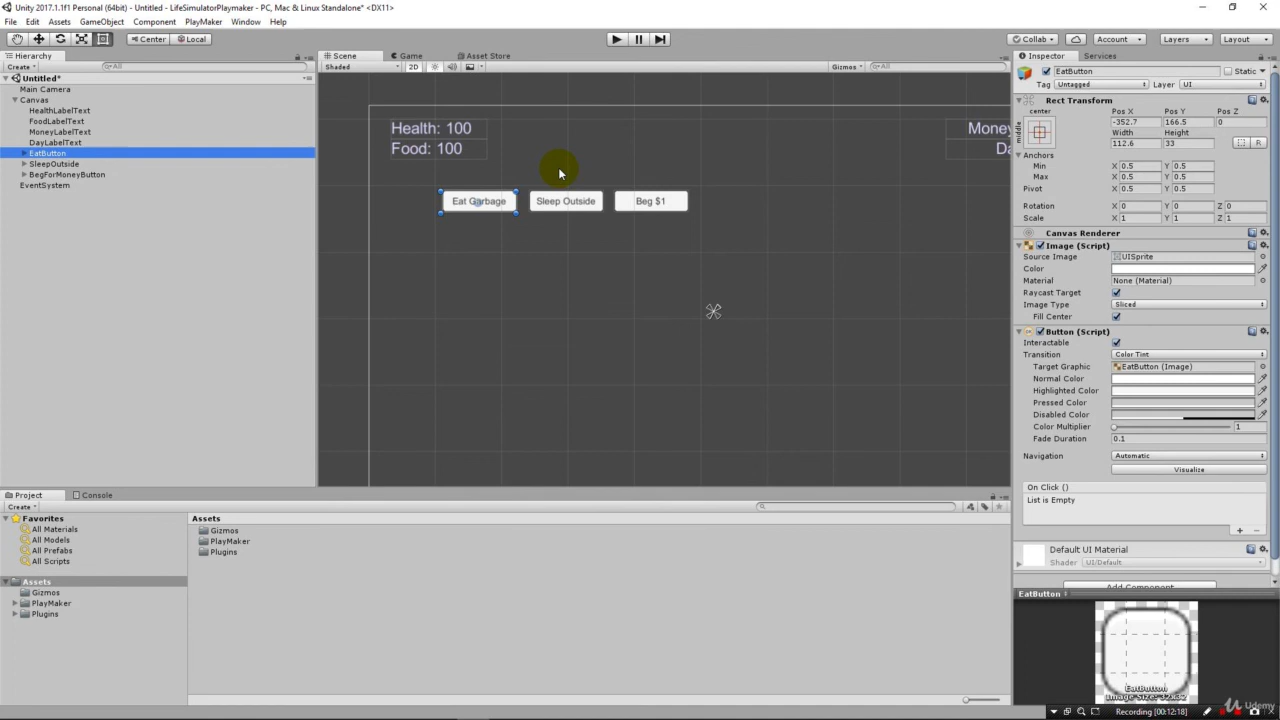 Unity 2017.1.1f1 Personal (64bit) - Untitled - LifeSimulatorPlaymaker - PC, Mac & Linux Standalone* <DX11>
File Edit Assets GameObject Component PlayMaker Window Help
Center Local Collab Account Layers Layout
Hierarchy
Create All
Untitled*
Main Camera
Canvas
HealthLabelText
FoodLabelText
MoneyLabelText
DayLabelText
EatButton
SleepOutside
BegForMoneyButton
EventSystem
Scene Game Asset Store
Shaded 2D Gizmos All
Health: 100
Food: 100
Money
Da
Eat Garbage Sleep Outside Beg $1
Inspector Services
EatButton Static
Tag Untagged Layer UI
Rect Transform
center Pos X Pos Y Pos Z
middle -352.7 166.5 0
Width Height
112.6 33 R
Anchors
Min X 0.5 Y 0.5
Max X 0.5 Y 0.5
Pivot X 0.5 Y 0.5
Rotation X 0 Y 0 Z 0
Scale X 1 Y 1 Z 1
Canvas Renderer
Image (Script)
Source Image UISprite
Color
Material None (Material)
Raycast Target
Image Type Sliced
Fill Center
Button (Script)
Interactable
Transition Color Tint
Target Graphic EatButton (Image)
Normal Color
Highlighted Color
Pressed Color
Disabled Color
Color Multiplier 1
Fade Duration 0.1
Navigation Automatic
Visualize
On Click ()
List is Empty
Default UI Material
Shader UI/Default
Add Component
EatButton
EatButton
Image Size: 32x32
Project Console
Create
Favorites
All Materials
All Models
All Prefabs
All Scripts
Assets
Gizmos
PlayMaker
Plugins
Assets
Gizmos
PlayMaker
Plugins
Recording [00:12:18]
Udemy